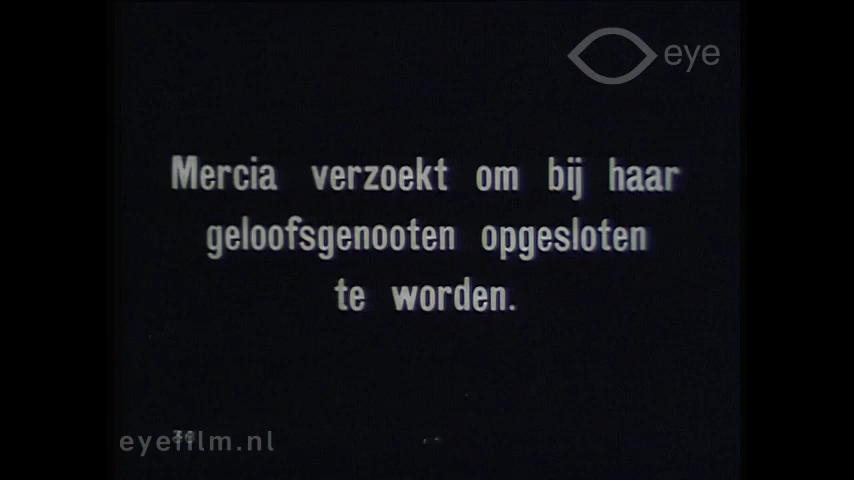 eye
Mercia verzoekt om bij haar
geloofsgenooten opgesloten
te worden.
eyefilm.nl